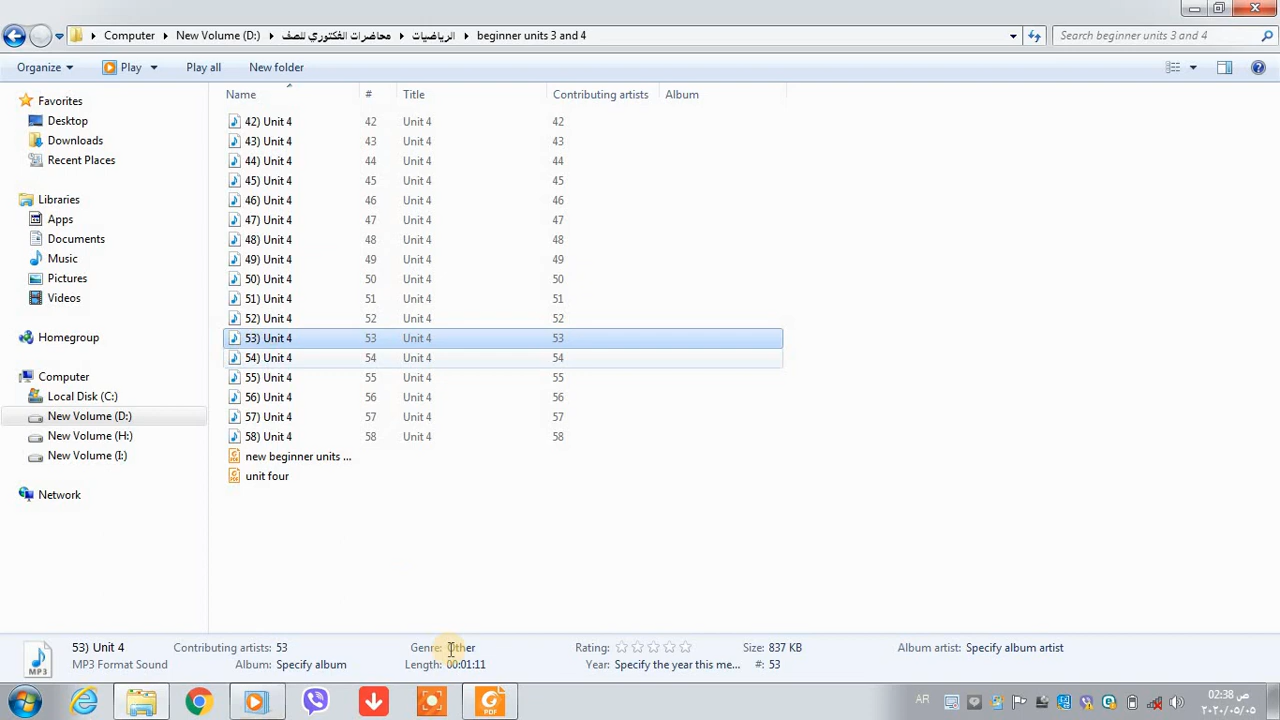 Computer New Volume (D:) محاضرات الفكتوري للصف الرياضيات beginner units 3 and 4 Search beginner units 3 and 4
Organize Play Play all New folder
Name # Title Contributing artists Album
Favorites
Desktop
Downloads
Recent Places
Libraries
Apps
Documents
Music
Pictures
Videos
Homegroup
Computer
Local Disk (C:)
New Volume (D:)
New Volume (H:)
New Volume (I:)
Network
42) Unit 4 42 Unit 4 42
43) Unit 4 43 Unit 4 43
44) Unit 4 44 Unit 4 44
45) Unit 4 45 Unit 4 45
46) Unit 4 46 Unit 4 46
47) Unit 4 47 Unit 4 47
48) Unit 4 48 Unit 4 48
49) Unit 4 49 Unit 4 49
50) Unit 4 50 Unit 4 50
51) Unit 4 51 Unit 4 51
52) Unit 4 52 Unit 4 52
53) Unit 4 53 Unit 4 53
54) Unit 4 54 Unit 4 54
55) Unit 4 55 Unit 4 55
56) Unit 4 56 Unit 4 56
57) Unit 4 57 Unit 4 57
58) Unit 4 58 Unit 4 58
new beginner units ...
unit four
53) Unit 4 Contributing artists: 53 Genre: Other Rating: Size: 837 KB Album artist: Specify album artist
MP3 Format Sound Album: Specify album Length: 00:01:11 Year: Specify the year this me... #: 53
MP3
PDF
AR
02:38 ص
٢٠٢٠/٠٥/٠٥